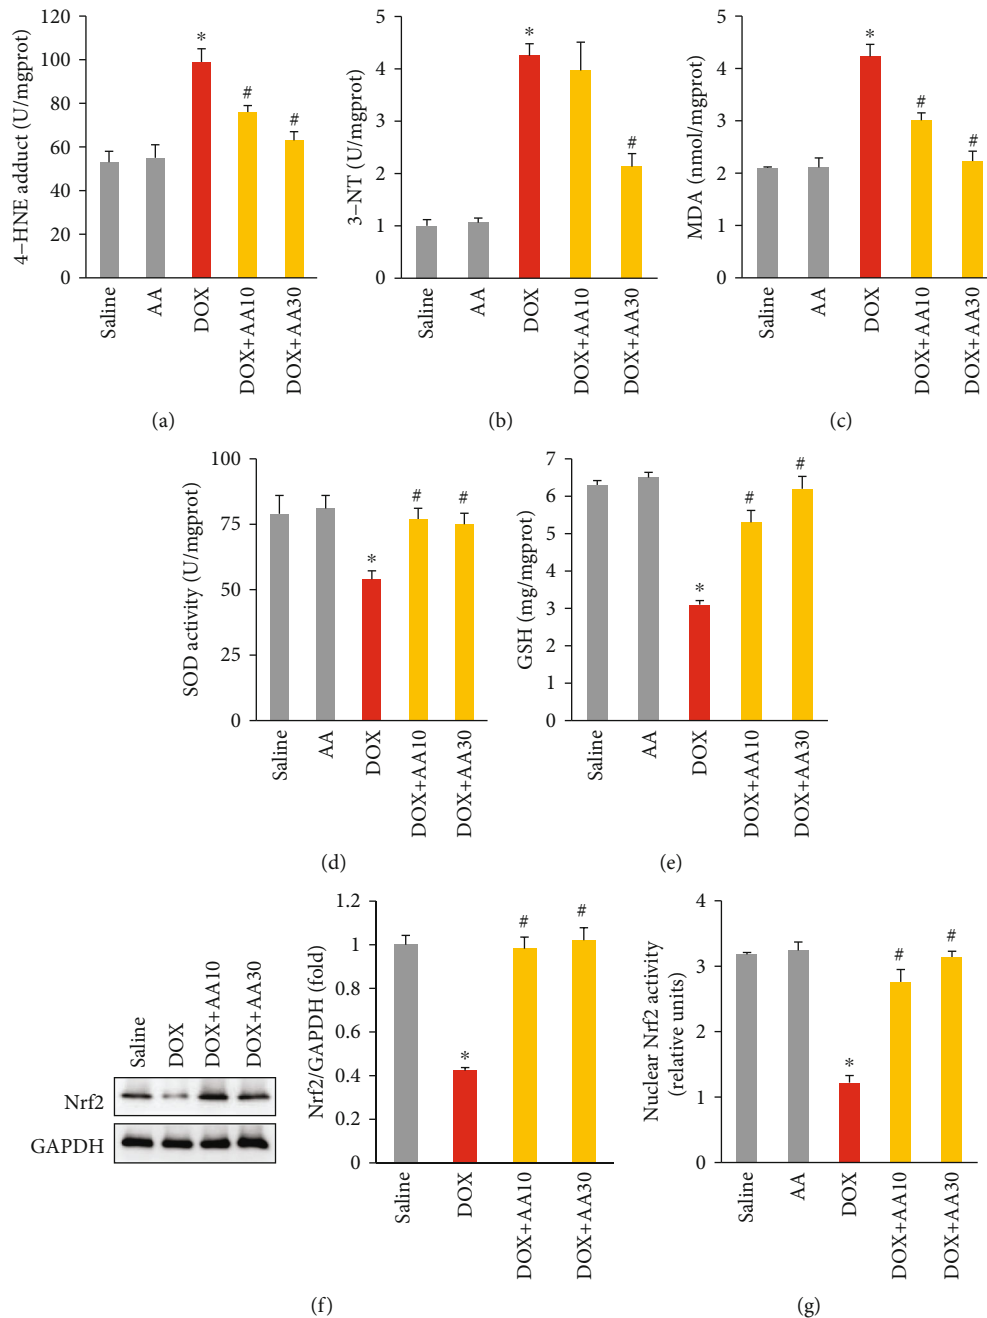 4–HNE adduct (U/mgprot)
120
100
80
60
40
20
0
*
#
#
Saline
AA
DOX
DOX+AA10
DOX+AA30
(a)
3–NT (U/mgprot)
5
4
3
2
1
0
*
#
Saline
AA
DOX
DOX+AA10
DOX+AA30
(b)
MDA (nmol/mgprot)
5
4
3
2
1
0
*
#
#
Saline
AA
DOX
DOX+AA10
DOX+AA30
(c)
SOD activity (U/mgprot)
100
75
50
25
0
*
#
#
Saline
AA
DOX
DOX+AA10
DOX+AA30
(d)
GSH (mg/mgprot)
7
6
5
4
3
2
1
0
*
#
#
Saline
AA
DOX
DOX+AA10
DOX+AA30
(e)
Saline
DOX
DOX+AA10
DOX+AA30
Nrf2
GAPDH
Nrf2/GAPDH (fold)
1.2
1
0.8
0.6
0.4
0.2
0
*
#
#
Saline
DOX
DOX+AA10
DOX+AA30
(f)
Nuclear Nrf2 activity
(relative units)
4
3
2
1
0
*
#
#
Saline
AA
DOX
DOX+AA10
DOX+AA30
(g)